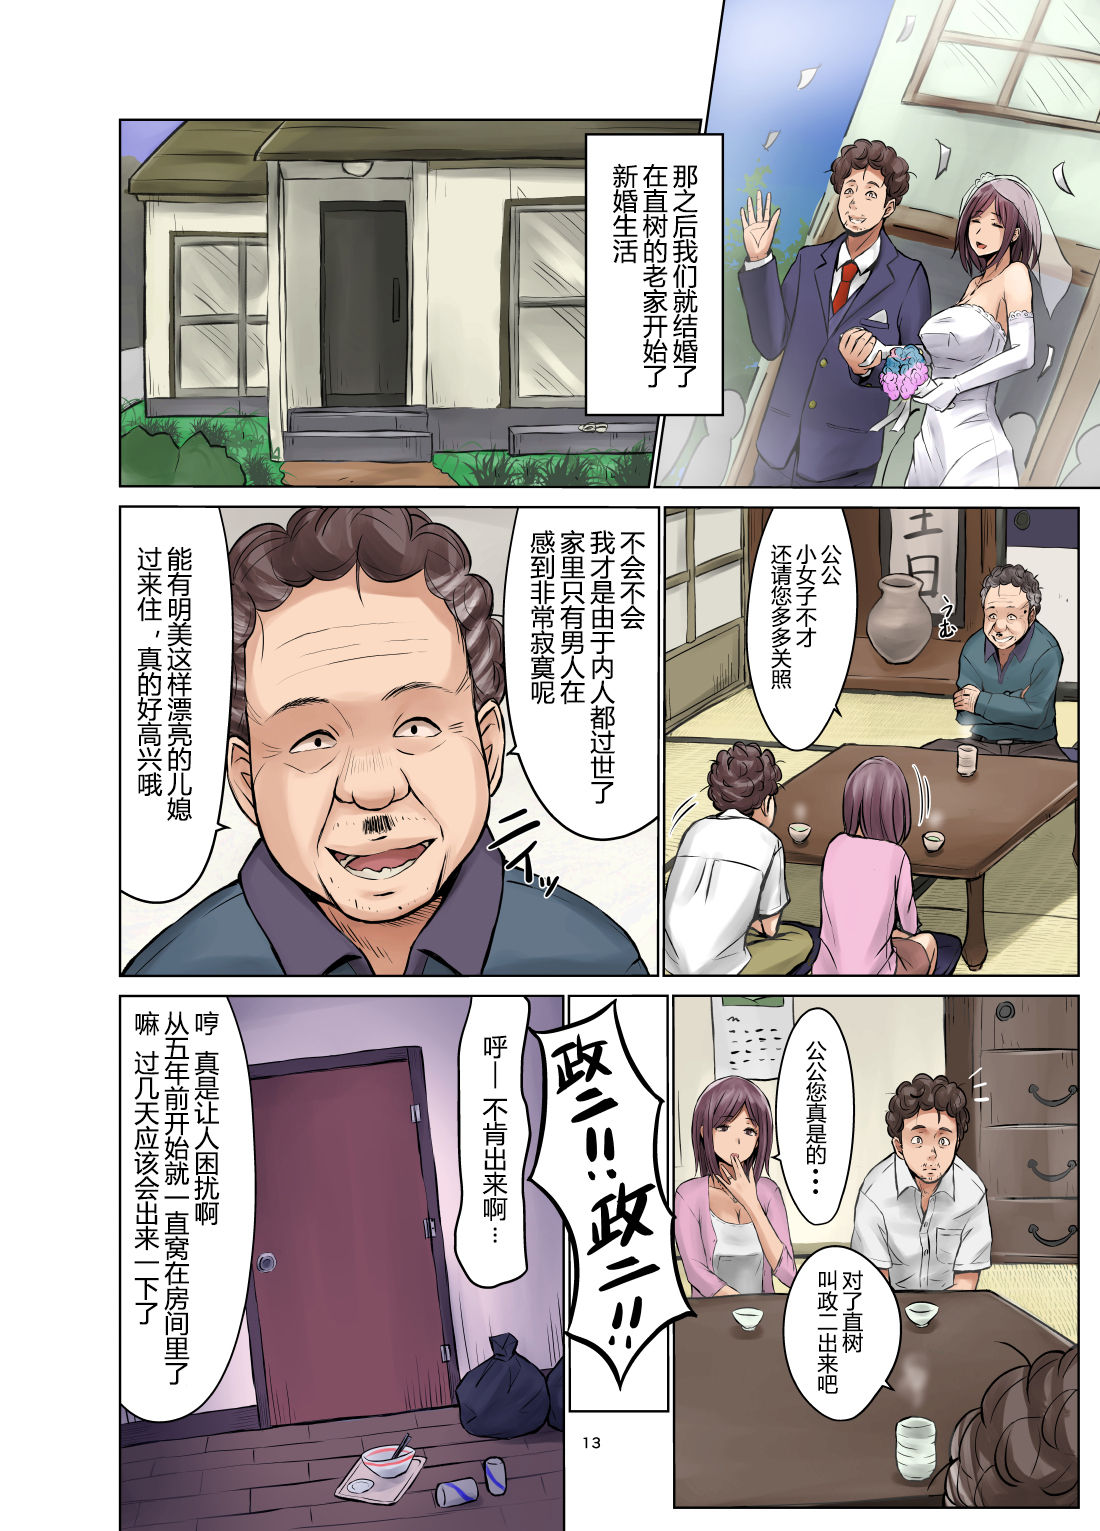 那之后我们就结婚了
在直树的老家开始了
新婚生活
公公
小女子不才
还请您多多关照
うむ
不会不会
我才是由于内人都过世了
家里只有男人在
感到非常寂寞呢
ニイッ
能有明美这样漂亮的儿媳
过来住，真的好高兴哦
公公您真是的…
对了直树
叫政二出来吧
政二!!
政二!!
呼— 不肯出来啊…
哼 真是让人困扰啊
从五年前开始就一直窝在房间里了
嘛 过几天应该会出来一下了
13